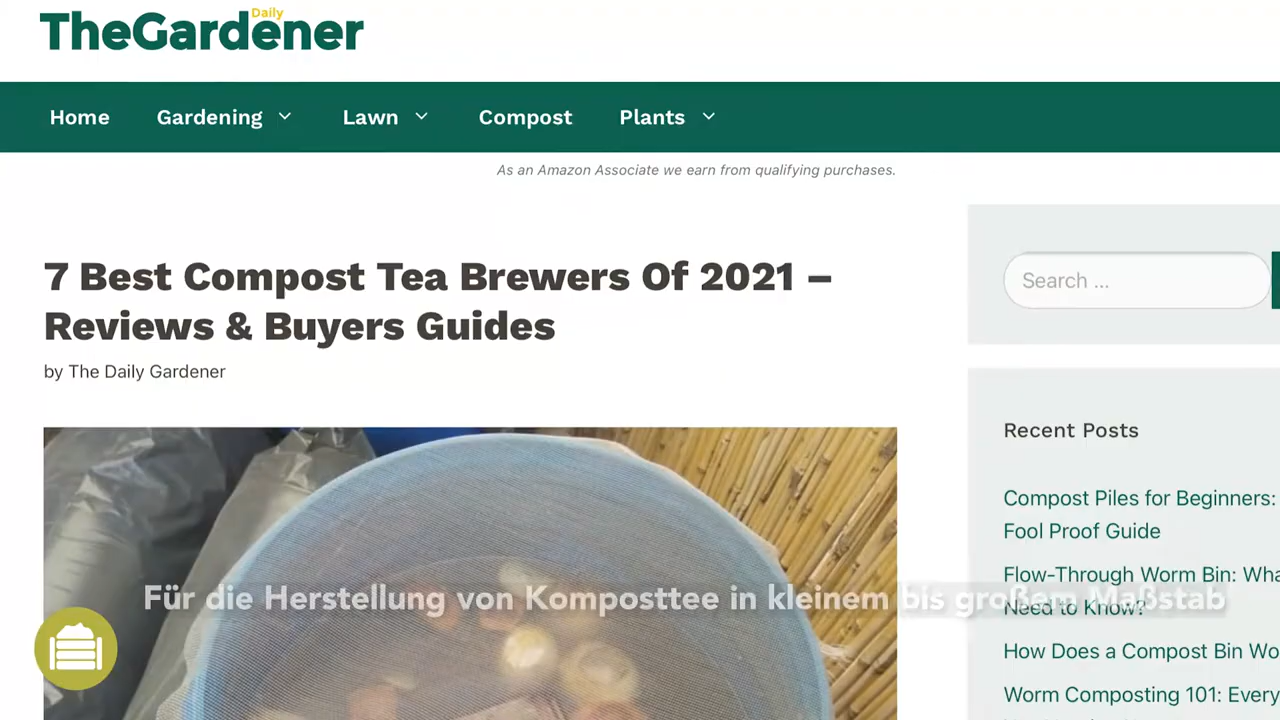 Daily
TheGardener
Home
Gardening
Lawn
Compost
Plants
As an Amazon Associate we earn from qualifying purchases.
7 Best Compost Tea Brewers Of 2021 –
Reviews & Buyers Guides
by The Daily Gardener
Search ...
Recent Posts
Compost Piles for Beginners:
Fool Proof Guide
Flow-Through Worm Bin:
Need to Know?
How Does a Compost Bin
Worm Composting 101:
Für die Herstellung von Komposttee in kleinem bis großem Maßstab